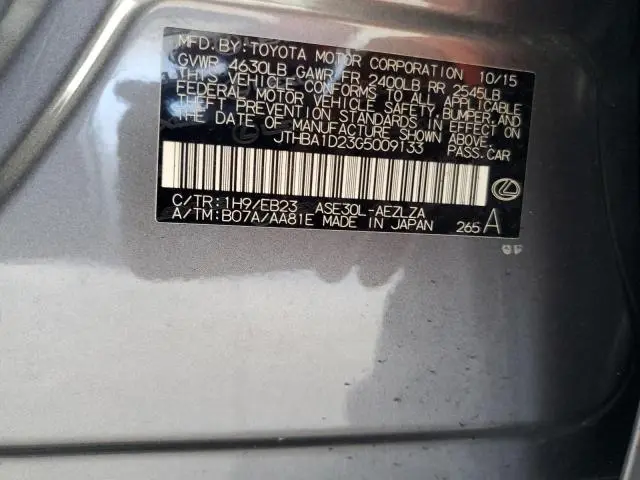 MFD. BY: TOYOTA MOTOR CORPORATION 10/15
GVWR 4630LB GAWR FR 2400LB RR 2545LB
THIS VEHICLE CONFORMS TO ALL APPLICABLE
FEDERAL MOTOR VEHICLE SAFETY, BUMPER, AND
THEFT PREVENTION STANDARDS IN EFFECT ON
THE DATE OF MANUFACTURE SHOWN ABOVE.
JTHBA1D23G5009133 PASS.CAR
C/TR: 1H9/EB23 ASE30L-AEZLZA
A/TM: B07A/AA81E MADE IN JAPAN 265 A